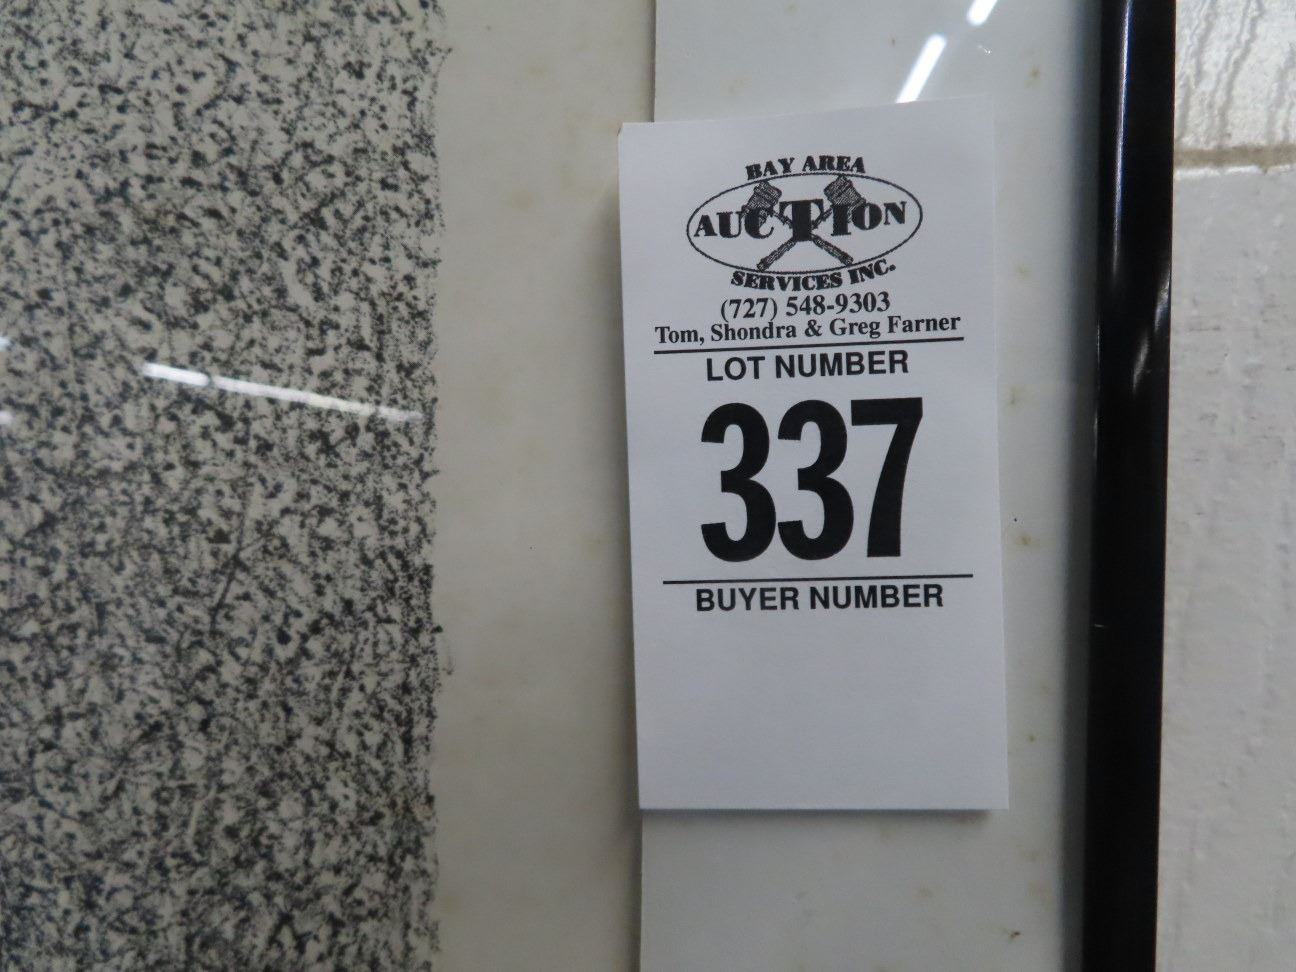 BAY AREA
AUCTION
SERVICES INC.
(727) 548-9303
Tom, Shondra & Greg Farner
LOT NUMBER
337
BUYER NUMBER